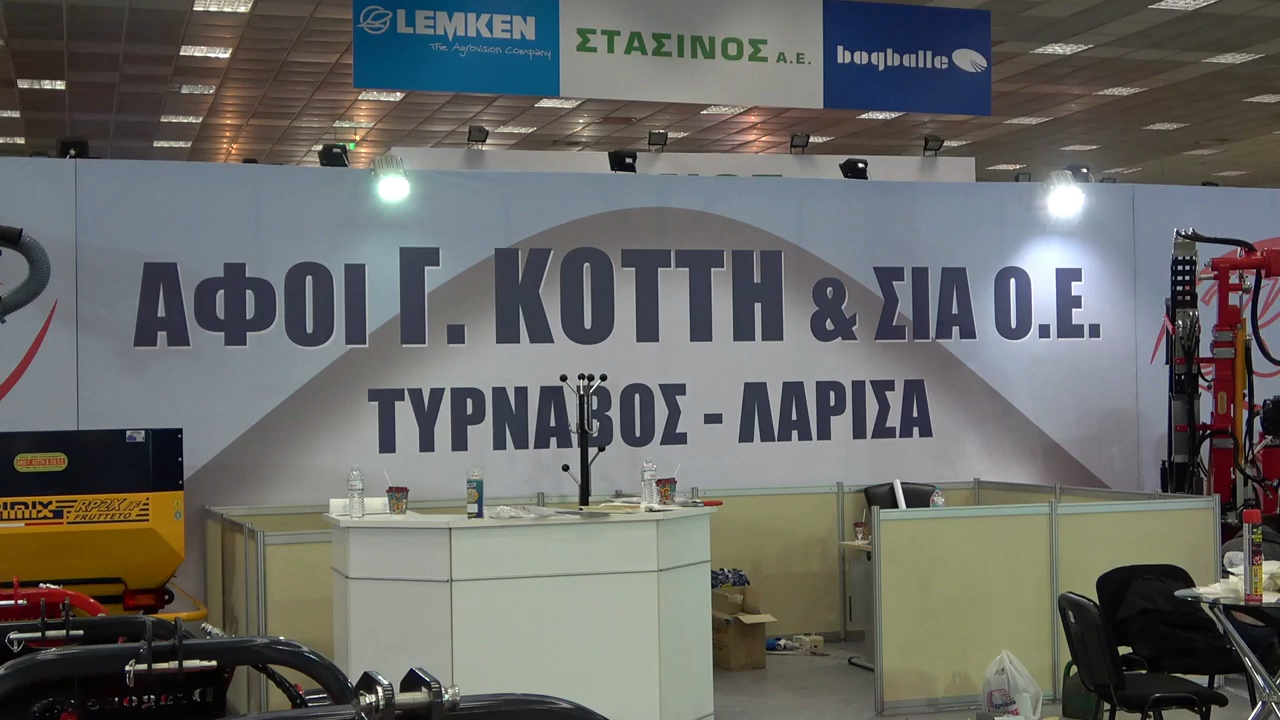 LEMKEN
The Agrovision Company
ΣΤΑΣΙΝΟΣ Α.Ε.
bogballe
ΑΦΟΙ Γ. ΚΟΤΤΗ & ΣΙΑ Ο.Ε.
ΤΥΡΝΑΒΟΣ - ΛΑΡΙΣΑ
RP2X/F
FRUTTETO